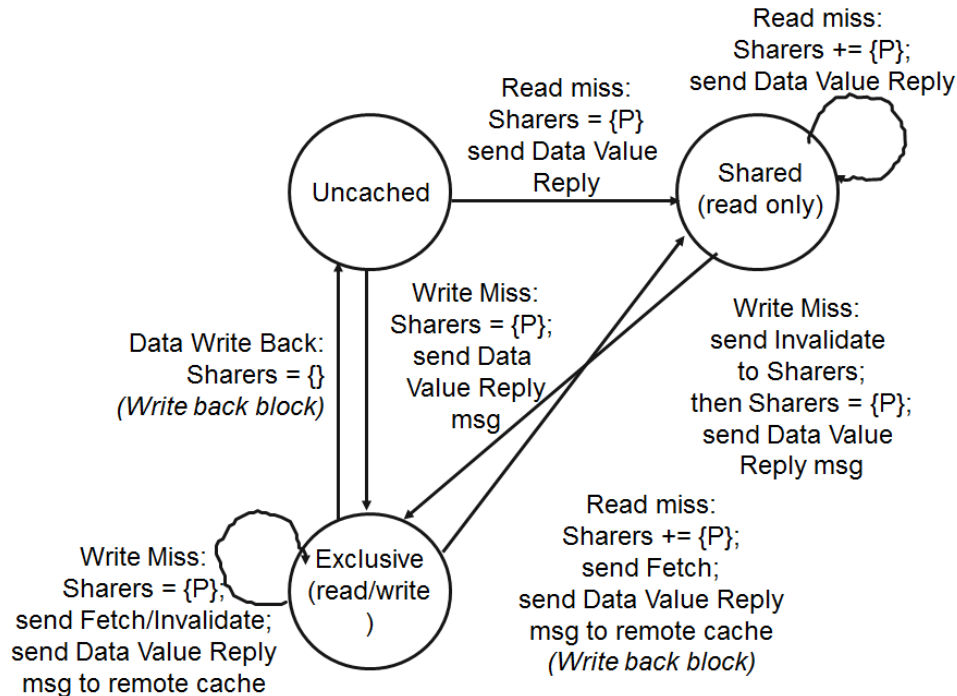 Read miss:
Sharers += {P};
send Data Value Reply
Read miss:
Sharers = {P}
send Data Value
Reply
Uncached
Shared
(read only)
Data Write Back:
Sharers = {}
(Write back block)
Write Miss:
Sharers = {P};
send Data
Value Reply
msg
Write Miss:
send Invalidate
to Sharers;
then Sharers = {P};
send Data Value
Reply msg
Write Miss:
Sharers = {P};
send Fetch/Invalidate;
send Data Value Reply
msg to remote cache
Exclusive
(read/write
)
Read miss:
Sharers += {P};
send Fetch;
send Data Value Reply
msg to remote cache
(Write back block)